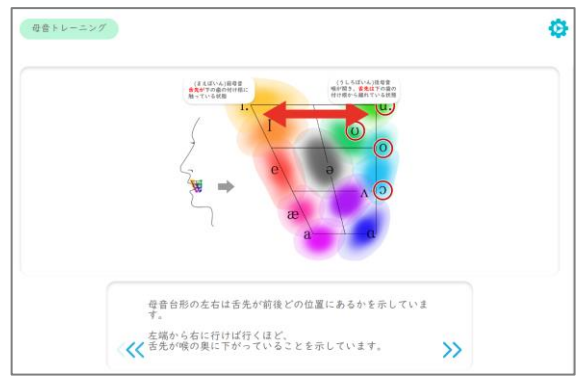 母音トレーニング
(まえぼいん)前母音
舌先が下の歯の付け根に
触っている状態
(うしろぼいん)後母音
喉が開き、舌先は下の歯の
付け根から離れている状態
i:
u:
I
ʊ
o
e
ə
ʌ
ɔ
æ
a
ɑ
母音台形の左右は舌先が前後どの位置にあるかを示していま
す。
左端から右に行けば行くほど、
舌先が喉の奥に下がっていることを示しています。